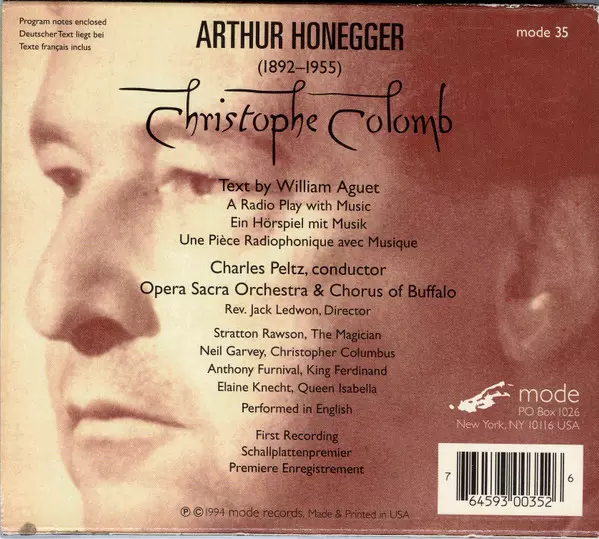 Program notes enclosed
Deutscher Text liegt bei
Texte français inclus
ARTHUR HONEGGER
mode 35
(1892–1955)
Christophe Colomb
Text by William Aguet
A Radio Play with Music
Ein Hörspiel mit Musik
Une Pièce Radiophonique avec Musique
Charles Peltz, conductor
Opera Sacra Orchestra & Chorus of Buffalo
Rev. Jack Ledwon, Director
Stratton Rawson, The Magician
Neil Garvey, Christopher Columbus
Anthony Furnival, King Ferdinand
Elaine Knecht, Queen Isabella
Performed in English
First Recording
Schallplattenpremier
Premiere Enregistrement
mode
PO Box 1026
New York, NY 10116 USA
7 64593 00352 6
Ⓟ © 1994 mode records, Made & Printed in USA